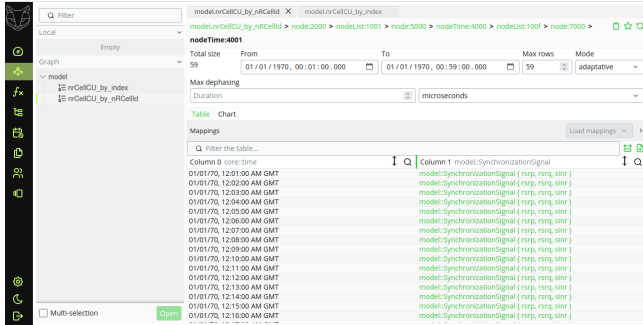 Filter
Local
Empty
Graph
model
nrCellCU_by_index
nrCellCU_by_nRCellId
Multi-selection
Open
model.nrCellCU_by_nRCellId
model.nrCellCU_by_index
model.nrCellCU_by_nRCellId > node:2000 > nodeList:1001 > node:5000 > nodeTime:4000 > nodeList:100f > node:7000 >
nodeTime:4001
Total size From To Max rows Mode
59 01/01/1970, 00:01:00.000 01/01/1970, 00:59:00.000 59 adaptative
Max dephasing
Duration microseconds
Table Chart
Mappings Load mappings
Filter the table...
Column 0 core::time Column 1 model::SynchronizationSignal
01/01/70, 12:01:00 AM GMT model::SynchronizationSignal { rsrp, rsrq, sinr }
01/01/70, 12:02:00 AM GMT model::SynchronizationSignal { rsrp, rsrq, sinr }
01/01/70, 12:03:00 AM GMT model::SynchronizationSignal { rsrp, rsrq, sinr }
01/01/70, 12:04:00 AM GMT model::SynchronizationSignal { rsrp, rsrq, sinr }
01/01/70, 12:05:00 AM GMT model::SynchronizationSignal { rsrp, rsrq, sinr }
01/01/70, 12:06:00 AM GMT model::SynchronizationSignal { rsrp, rsrq, sinr }
01/01/70, 12:07:00 AM GMT model::SynchronizationSignal { rsrp, rsrq, sinr }
01/01/70, 12:08:00 AM GMT model::SynchronizationSignal { rsrp, rsrq, sinr }
01/01/70, 12:09:00 AM GMT model::SynchronizationSignal { rsrp, rsrq, sinr }
01/01/70, 12:10:00 AM GMT model::SynchronizationSignal { rsrp, rsrq, sinr }
01/01/70, 12:11:00 AM GMT model::SynchronizationSignal { rsrp, rsrq, sinr }
01/01/70, 12:12:00 AM GMT model::SynchronizationSignal { rsrp, rsrq, sinr }
01/01/70, 12:13:00 AM GMT model::SynchronizationSignal { rsrp, rsrq, sinr }
01/01/70, 12:14:00 AM GMT model::SynchronizationSignal { rsrp, rsrq, sinr }
01/01/70, 12:15:00 AM GMT model::SynchronizationSignal { rsrp, rsrq, sinr }
01/01/70, 12:16:00 AM GMT model::SynchronizationSignal { rsrp, rsrq, sinr }